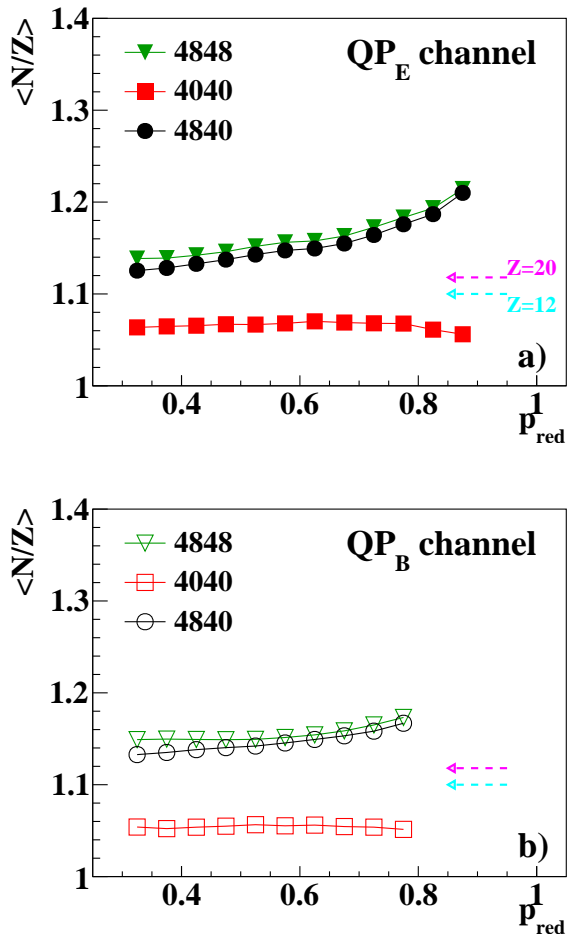 <N/Z>
1.4
1.3
1.2
1.1
1
QP_E channel
4848
4040
4840
Z=20
Z=12
a)
0.4
0.6
0.8
1
p_red
<N/Z>
1.4
1.3
1.2
1.1
1
QP_B channel
4848
4040
4840
b)
0.4
0.6
0.8
1
p_red